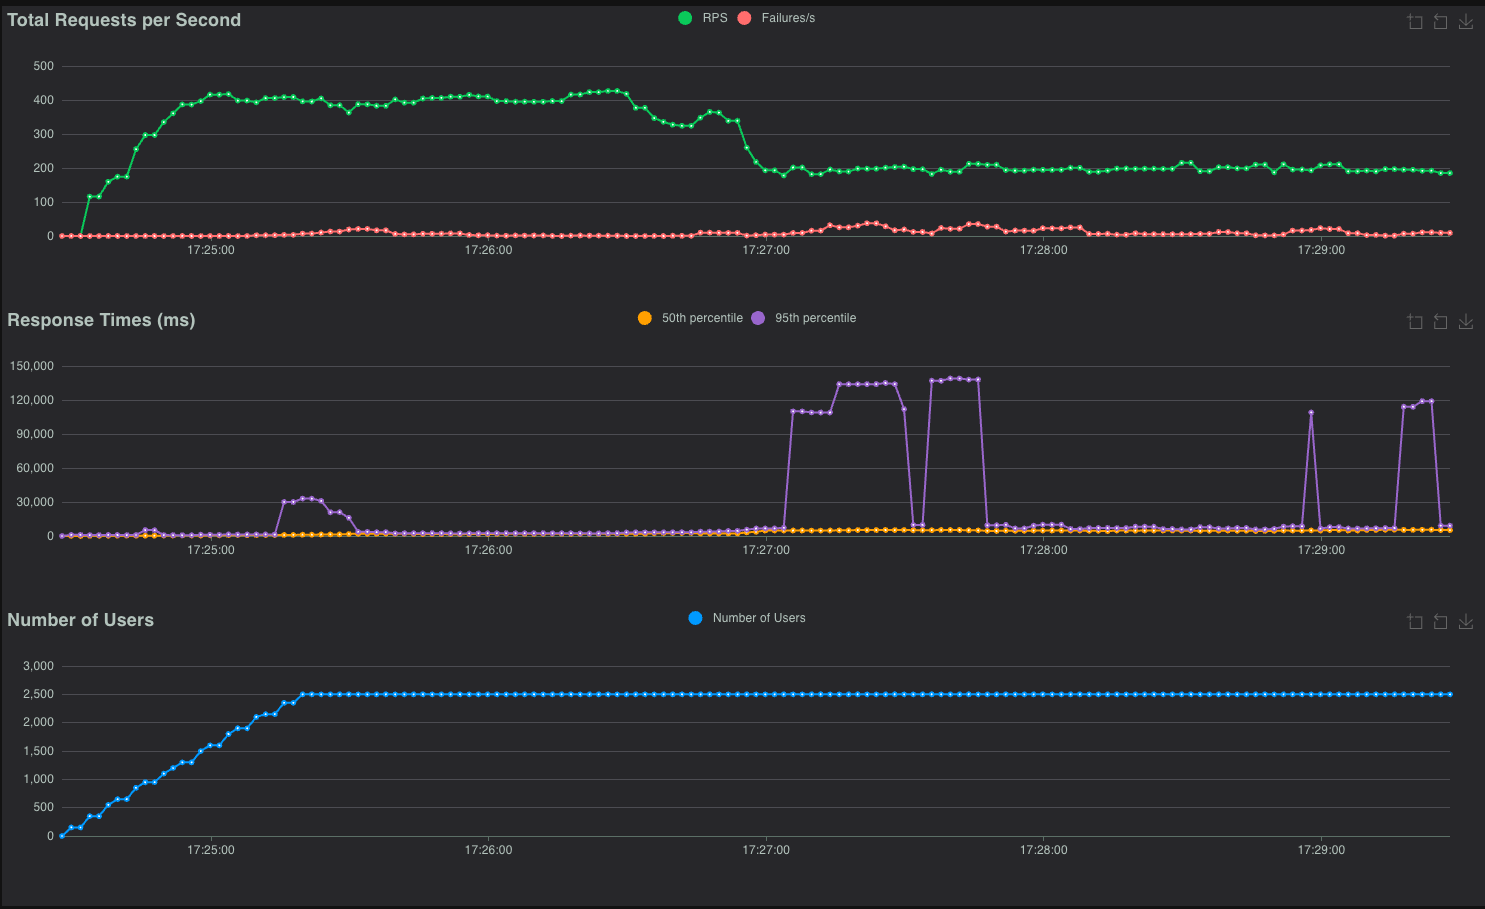 Total Requests per Second
RPS Failures/s
500
400
300
200
100
0
17:25:00 17:26:00 17:27:00 17:28:00 17:29:00
Response Times (ms)
50th percentile 95th percentile
150,000
120,000
90,000
60,000
30,000
0
17:25:00 17:26:00 17:27:00 17:28:00 17:29:00
Number of Users
Number of Users
3,000
2,500
2,000
1,500
1,000
500
0
17:25:00 17:26:00 17:27:00 17:28:00 17:29:00